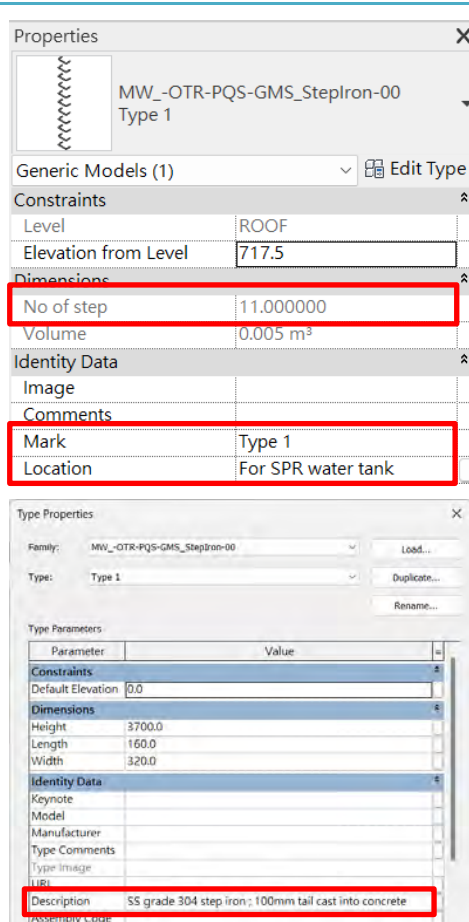 Properties
MW_-OTR-PQS-GMS_StepIron-00
Type 1
Generic Models (1) Edit Type
Constraints
Level ROOF
Elevation from Level 717.5
Dimensions
No of step 11.000000
Volume 0.005 m³
Identity Data
Image
Comments
Mark Type 1
Location For SPR water tank
Type Properties
Family: MW_-OTR-PQS-GMS_StepIron-00 Load...
Type: Type 1 Duplicate...
Rename...
Type Parameters
Parameter Value =
Constraints
Default Elevation 0.0
Dimensions
Height 3700.0
Length 160.0
Width 320.0
Identity Data
Keynote
Model
Manufacturer
Type Comments
Type Image
URL
Description SS grade 304 step iron ; 100mm tail cast into concrete
Assembly Code